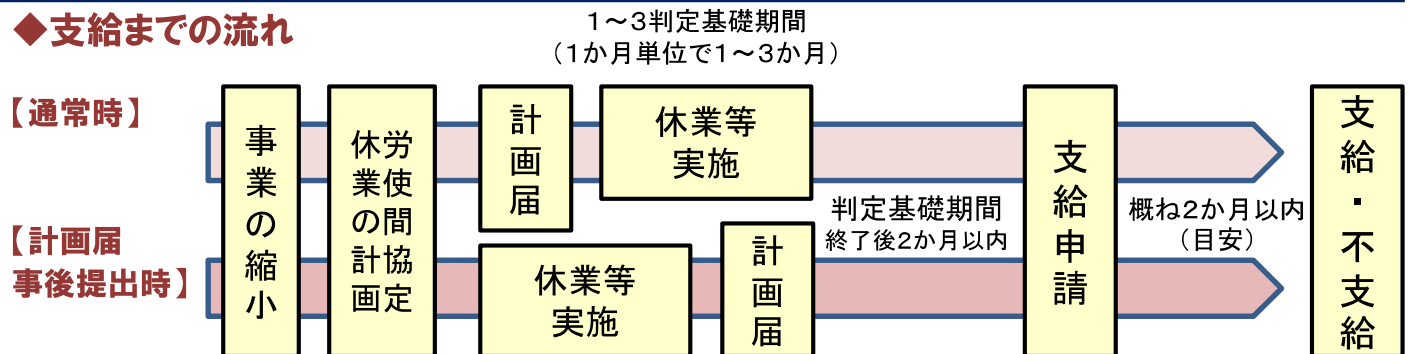 ◆支給までの流れ
1～3判定基礎期間
（1か月単位で1～3か月）
【通常時】
【計画届
事後提出時】
事業の縮小
労使間協定
休業の計画
計画届
休業等
実施
休業等
実施
計画届
判定基礎期間
終了後2か月以内
支給申請
概ね2か月以内
（目安）
支給・不支給